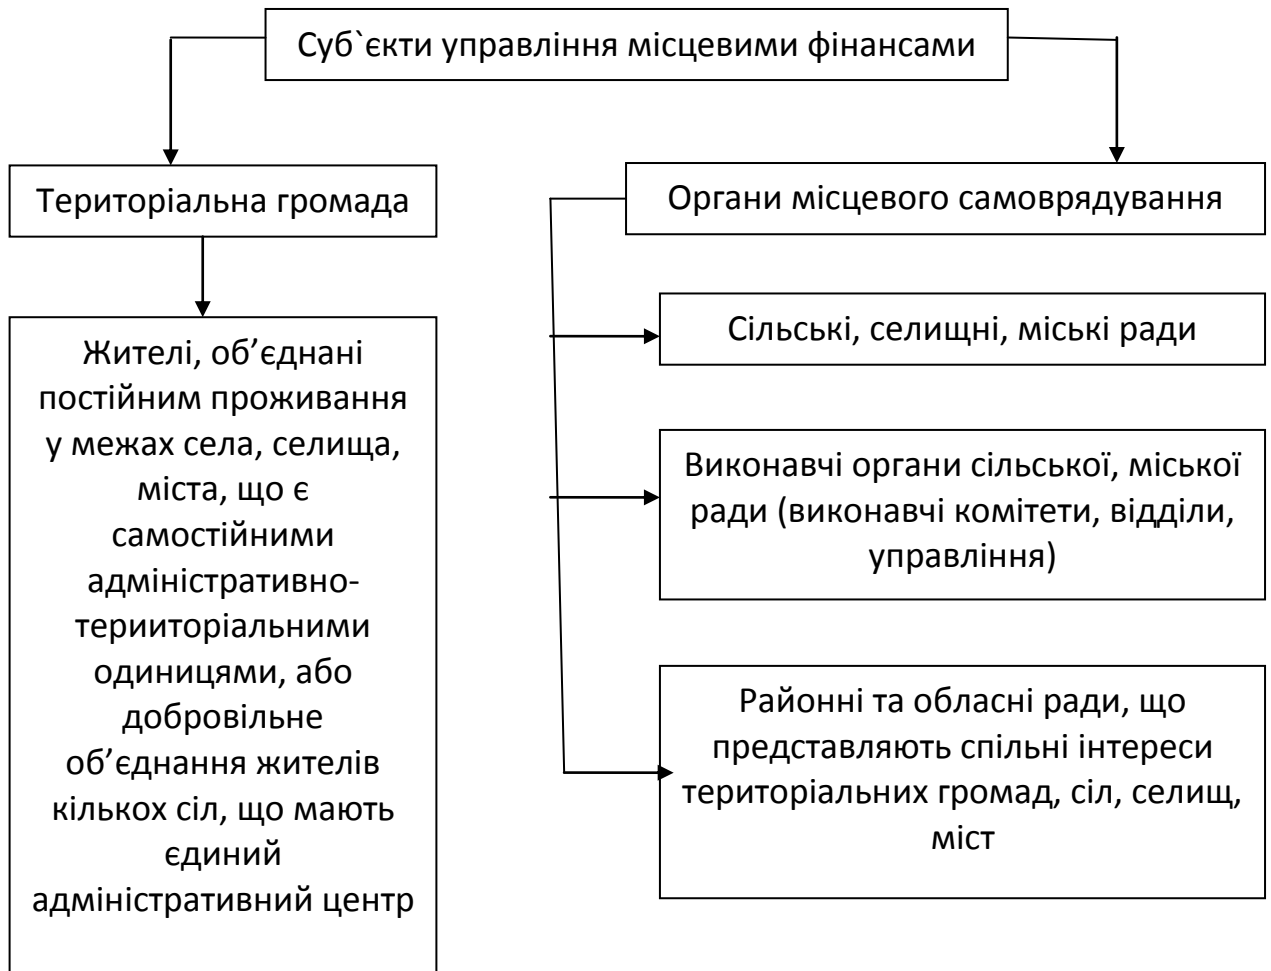 Суб`єкти управління місцевими фінансами
Територіальна громада
Жителі, об’єднані
постійним проживання
у межах села, селища,
міста, що є
самостійними
адміністративно-
терииторіальними
одиницями, або
добровільне
об’єднання жителів
кількох сіл, що мають
єдиний
адміністративний центр
Органи місцевого самоврядування
Сільські, селищні, міські ради
Виконавчі органи сільської, міської
ради (виконавчі комітети, відділи,
управління)
Районні та обласні ради, що
представляють спільні інтереси
територіальних громад, сіл, селищ,
міст